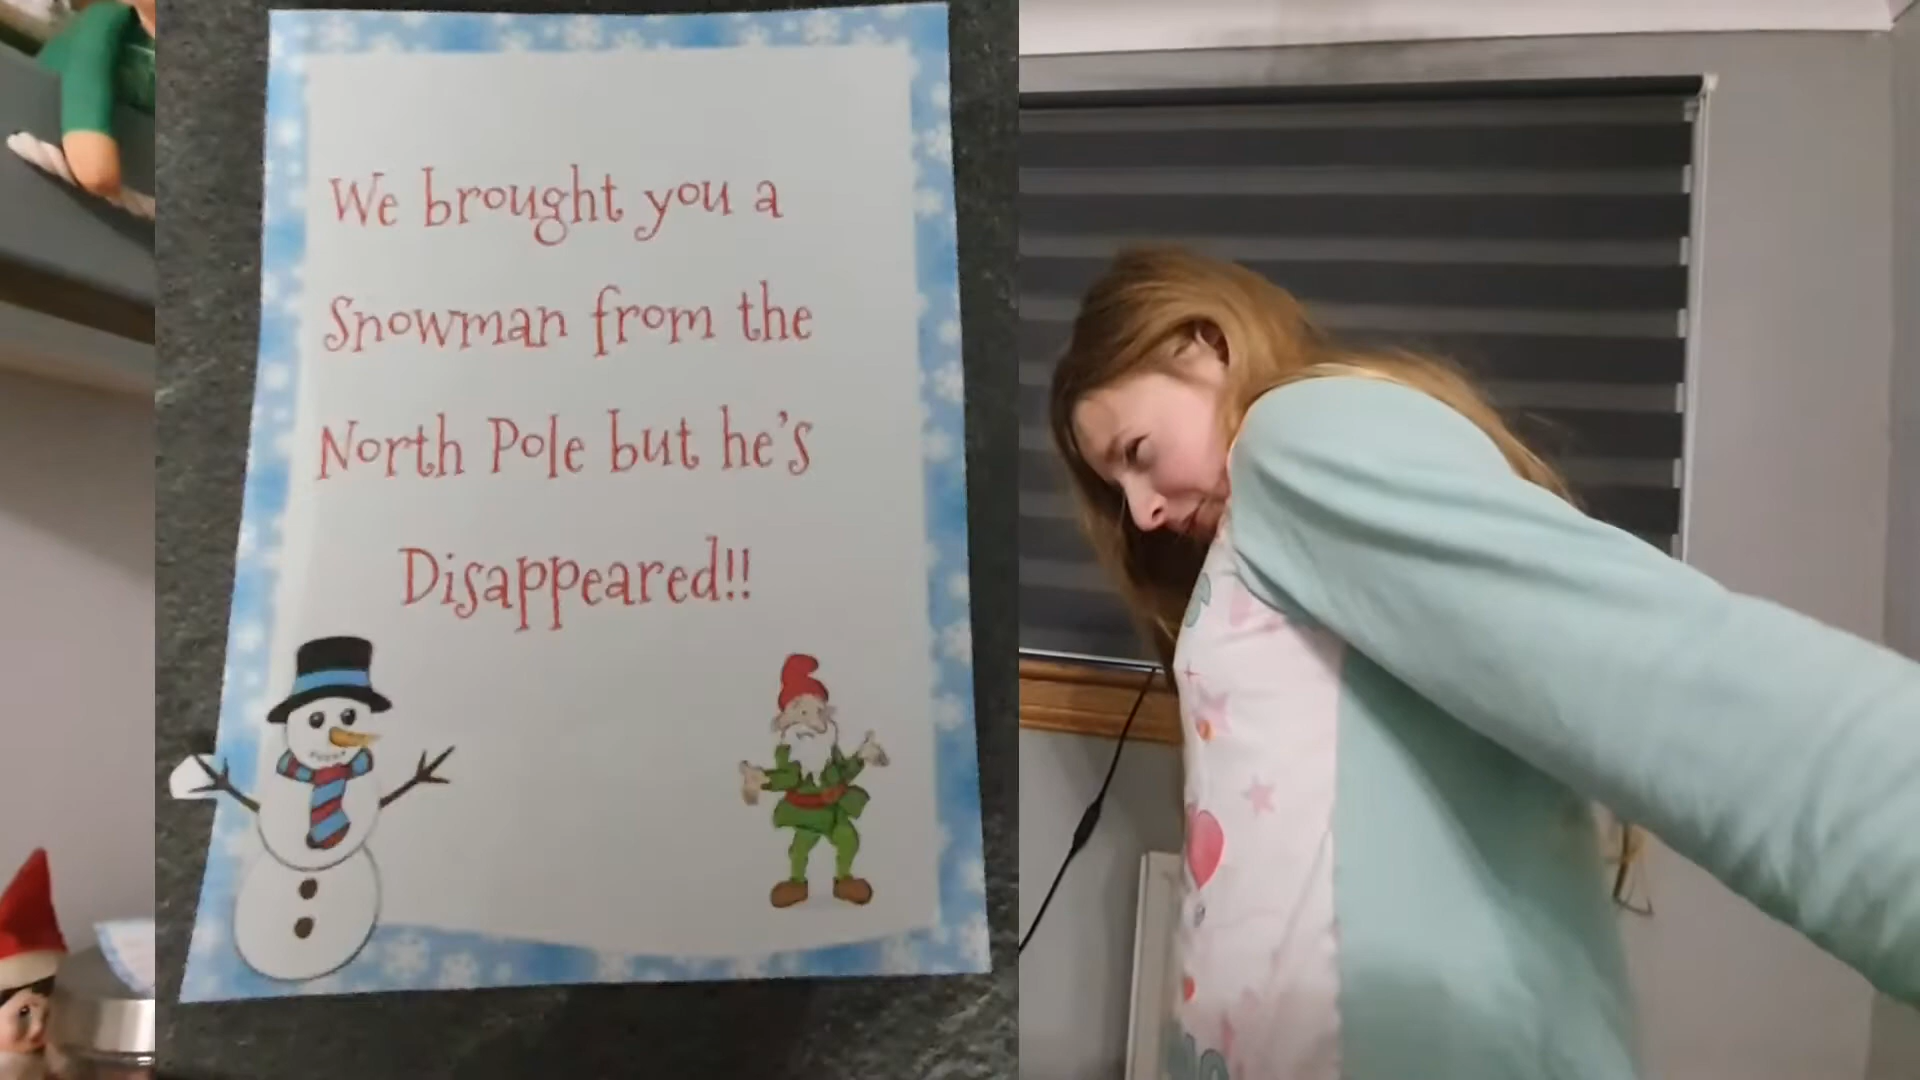 We brought you a
Snowman from the
North Pole but he's
Disappeared!!